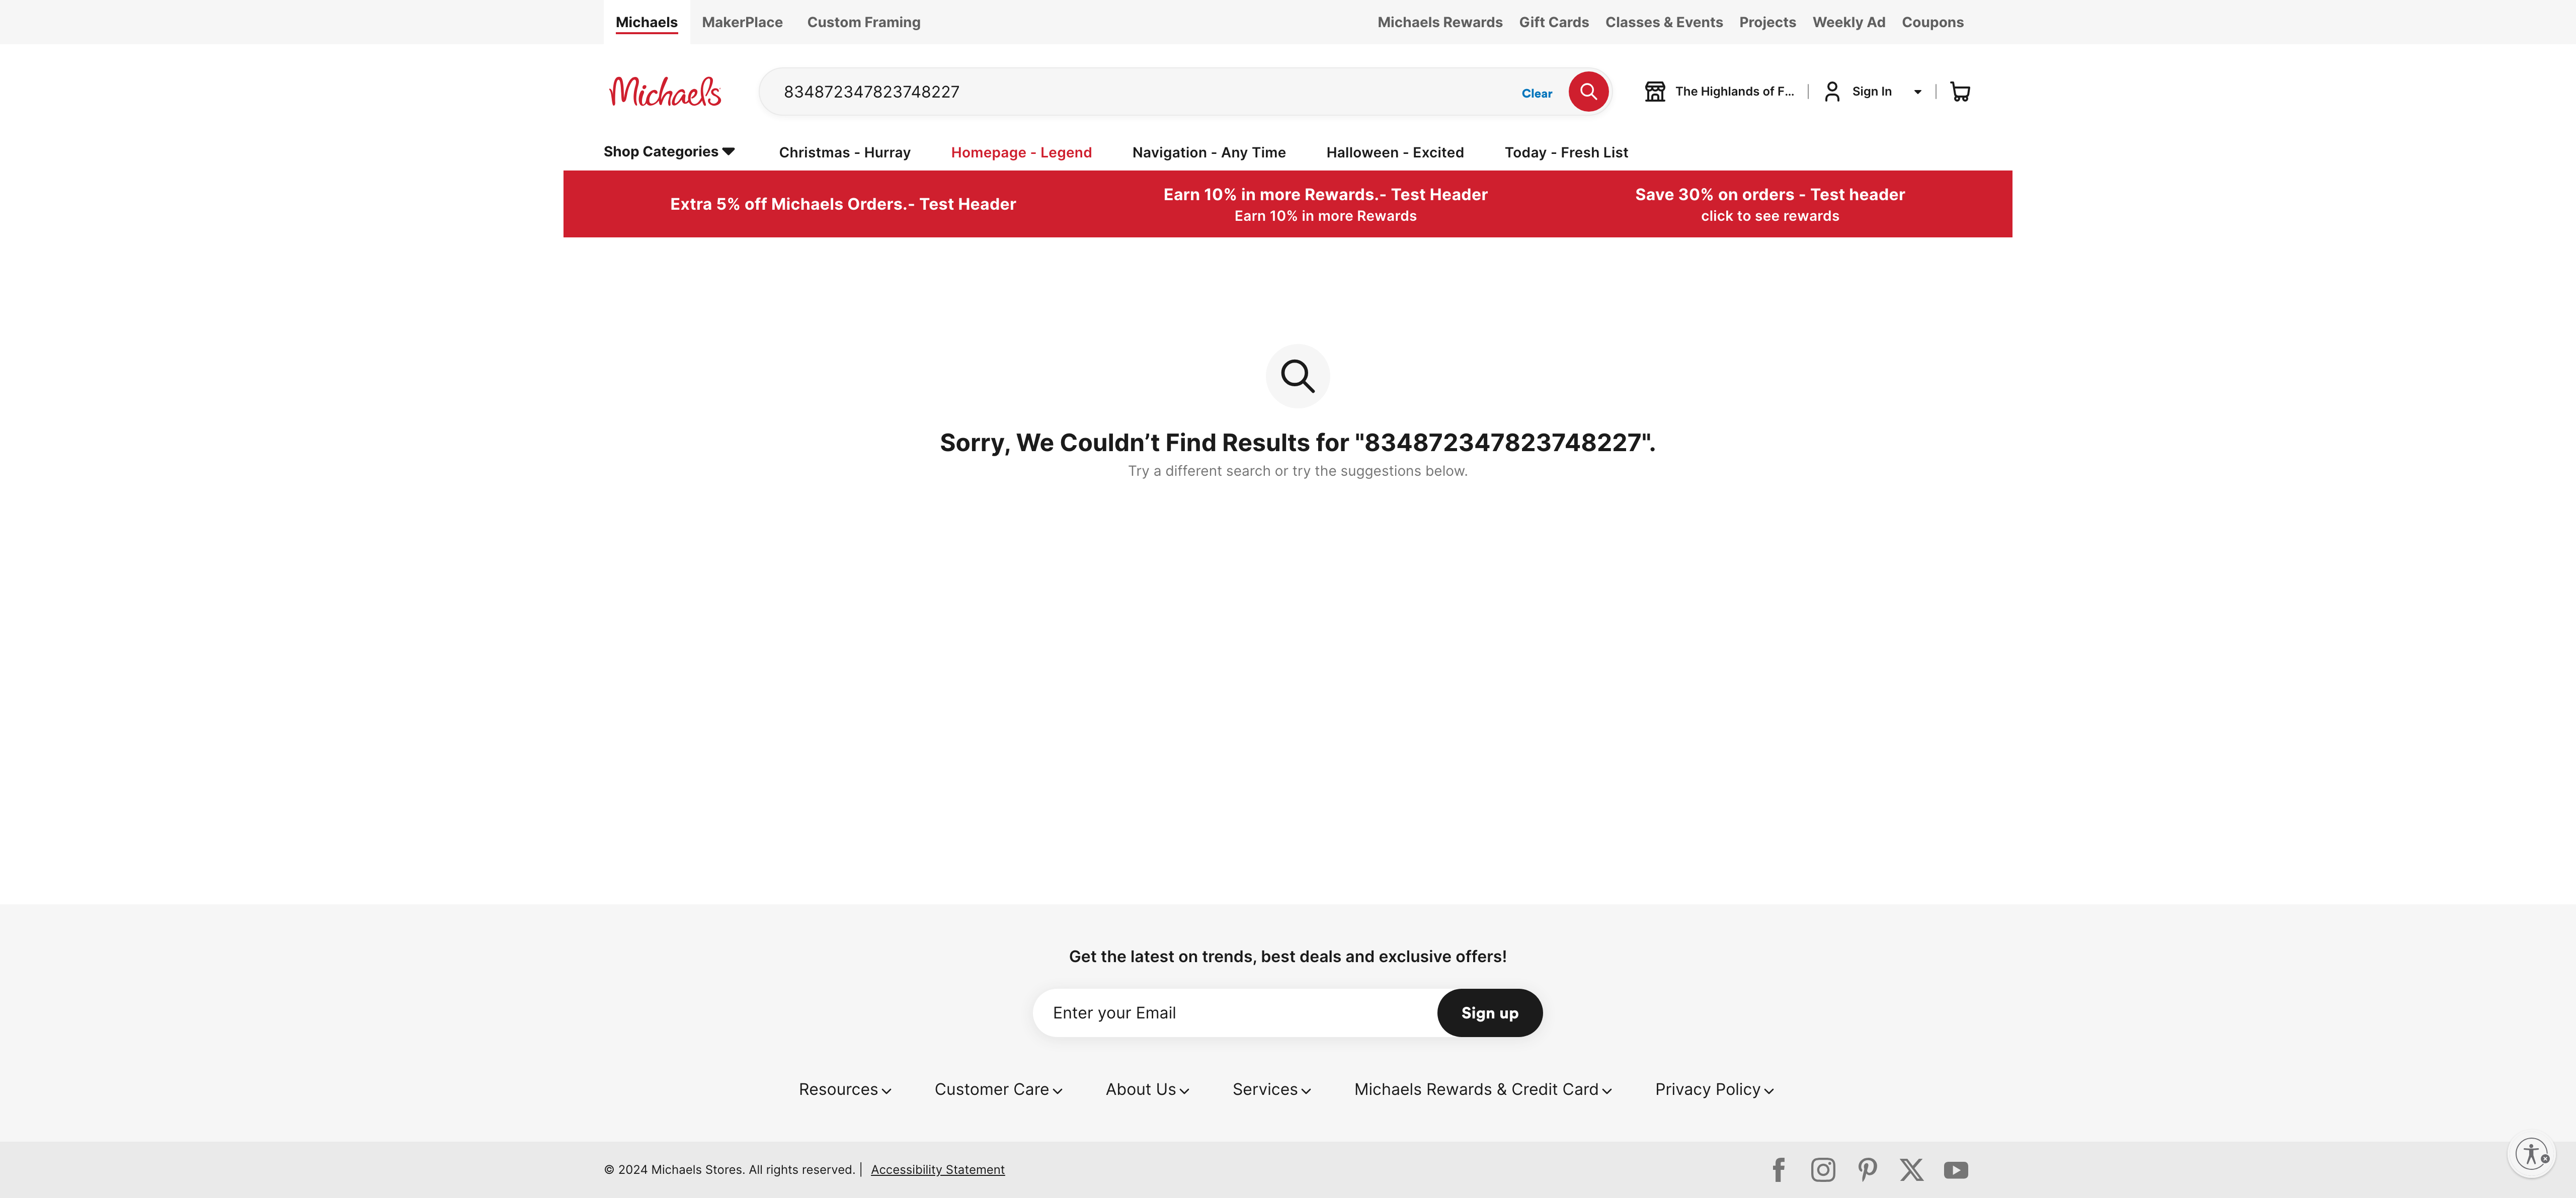 Michaels MakerPlace Custom Framing Michaels Rewards Gift Cards Classes & Events Projects Weekly Ad Coupons
Michaels 834872347823748227 Clear The Highlands of F... Sign In
Shop Categories Christmas - Hurray Homepage - Legend Navigation - Any Time Halloween - Excited Today - Fresh List
Extra 5% off Michaels Orders.- Test Header
Earn 10% in more Rewards.- Test Header
Earn 10% in more Rewards
Save 30% on orders - Test header
click to see rewards
Sorry, We Couldn’t Find Results for "834872347823748227".
Try a different search or try the suggestions below.
Get the latest on trends, best deals and exclusive offers!
Enter your Email Sign up
Resources Customer Care About Us Services Michaels Rewards & Credit Card Privacy Policy
© 2024 Michaels Stores. All rights reserved. | Accessibility Statement